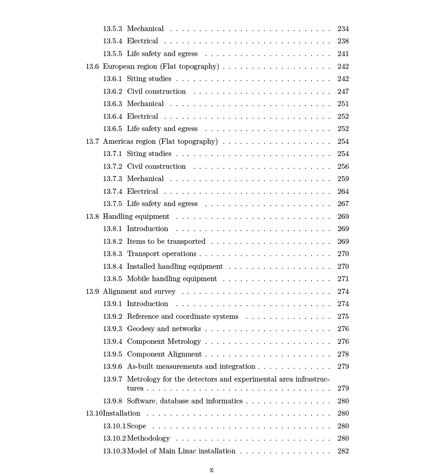 13.5.3 Mechanical . . . . . . . . . . . . . . . . . . . . . . . . . . . . 234
13.5.4 Electrical . . . . . . . . . . . . . . . . . . . . . . . . . . . . 238
13.5.5 Life safety and egress . . . . . . . . . . . . . . . . . . . . . . 241
13.6 European region (Flat topography) . . . . . . . . . . . . . . . . . . 242
13.6.1 Siting studies . . . . . . . . . . . . . . . . . . . . . . . . . . 242
13.6.2 Civil construction . . . . . . . . . . . . . . . . . . . . . . . . 247
13.6.3 Mechanical . . . . . . . . . . . . . . . . . . . . . . . . . . . . 251
13.6.4 Electrical . . . . . . . . . . . . . . . . . . . . . . . . . . . . 252
13.6.5 Life safety and egress . . . . . . . . . . . . . . . . . . . . . . 252
13.7 Americas region (Flat topography) . . . . . . . . . . . . . . . . . . 254
13.7.1 Siting studies . . . . . . . . . . . . . . . . . . . . . . . . . . 254
13.7.2 Civil construction . . . . . . . . . . . . . . . . . . . . . . . . 256
13.7.3 Mechanical . . . . . . . . . . . . . . . . . . . . . . . . . . . . 259
13.7.4 Electrical . . . . . . . . . . . . . . . . . . . . . . . . . . . . 264
13.7.5 Life safety and egress . . . . . . . . . . . . . . . . . . . . . . 267
13.8 Handling equipment . . . . . . . . . . . . . . . . . . . . . . . . . 269
13.8.1 Introduction . . . . . . . . . . . . . . . . . . . . . . . . . . . 269
13.8.2 Items to be transported . . . . . . . . . . . . . . . . . . . . . 269
13.8.3 Transport operations . . . . . . . . . . . . . . . . . . . . . . . 270
13.8.4 Installed handling equipment . . . . . . . . . . . . . . . . . . . 270
13.8.5 Mobile handling equipment . . . . . . . . . . . . . . . . . . . . 271
13.9 Alignment and survey . . . . . . . . . . . . . . . . . . . . . . . . 274
13.9.1 Introduction . . . . . . . . . . . . . . . . . . . . . . . . . . . 274
13.9.2 Reference and coordinate systems . . . . . . . . . . . . . . . . . 275
13.9.3 Geodesy and networks . . . . . . . . . . . . . . . . . . . . . . . 276
13.9.4 Component Metrology . . . . . . . . . . . . . . . . . . . . . . . . 276
13.9.5 Component Alignment . . . . . . . . . . . . . . . . . . . . . . . . 278
13.9.6 As-built measurements and integration . . . . . . . . . . . . . . 279
13.9.7 Metrology for the detectors and experimental area infrastruc-
tures . . . . . . . . . . . . . . . . . . . . . . . . . . . . . . . 279
13.9.8 Software, database and informatics . . . . . . . . . . . . . . . . 280
13.10Installation . . . . . . . . . . . . . . . . . . . . . . . . . . . . 280
13.10.1Scope . . . . . . . . . . . . . . . . . . . . . . . . . . . . . . 280
13.10.2Methodology . . . . . . . . . . . . . . . . . . . . . . . . . . . 280
13.10.3Model of Main Linac installation . . . . . . . . . . . . . . . . . 282
x